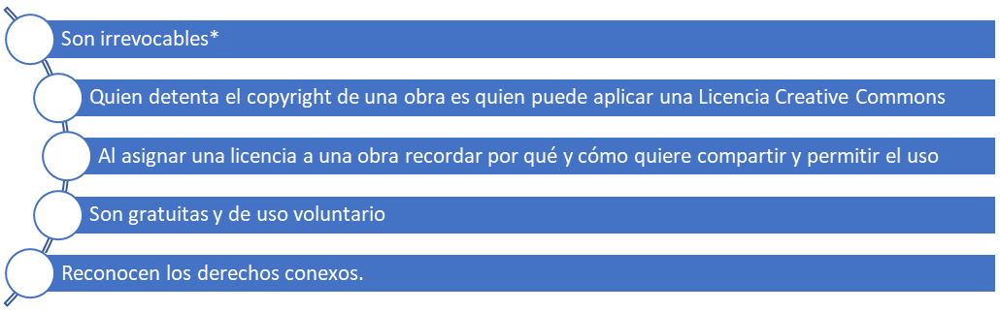 Son irrevocables*
Quien detenta el copyright de una obra es quien puede aplicar una Licencia Creative Commons
Al asignar una licencia a una obra recordar por qué y cómo quiere compartir y permitir el uso
Son gratuitas y de uso voluntario
Reconocen los derechos conexos.